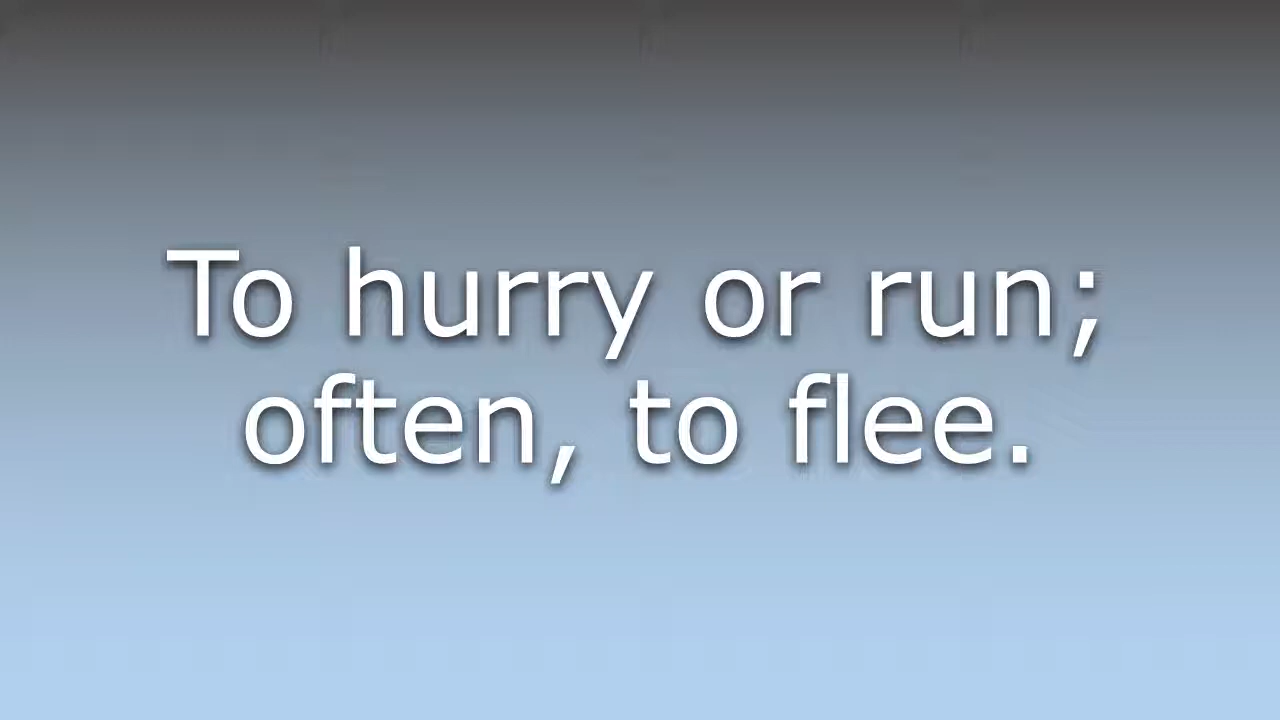 To hurry or run;
often, to flee.